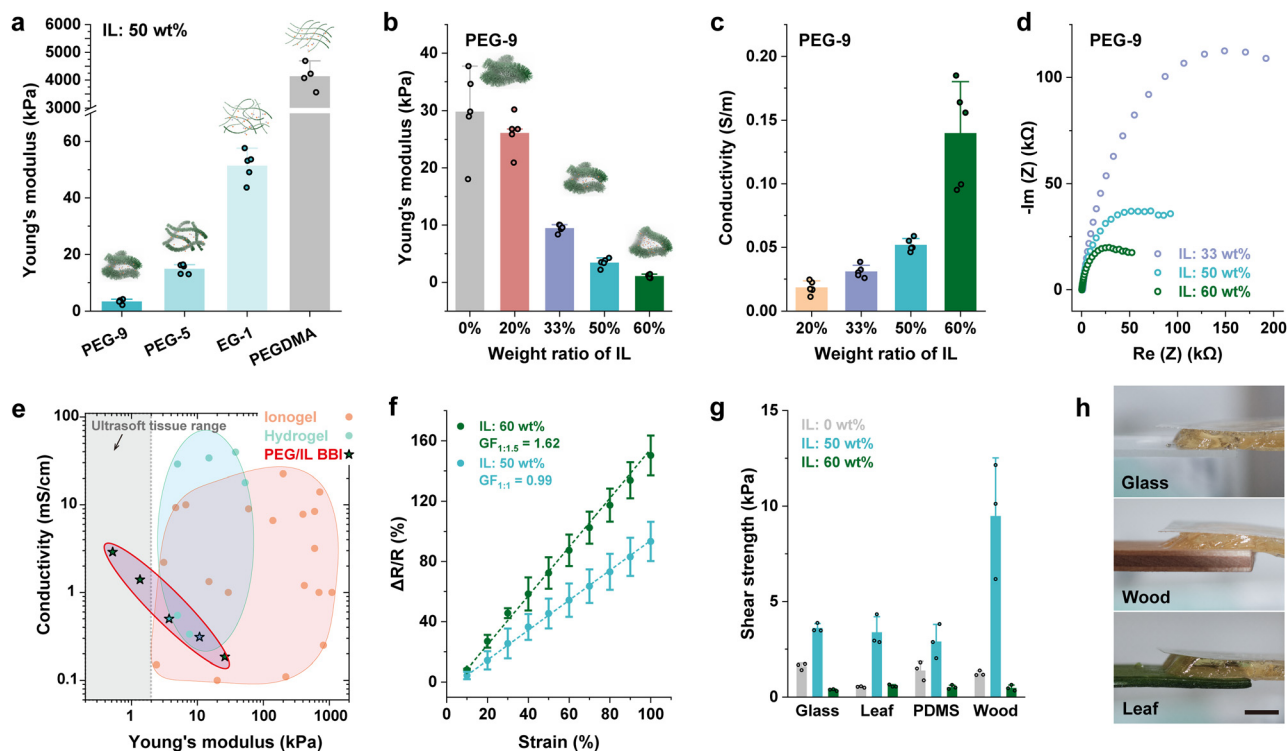 a
IL: 50 wt%
Young's modulus (kPa)
6000
5000
4000
3000
60
40
20
0
PEG-9
PEG-5
EG-1
PEGDMA
b
PEG-9
Young's modulus (kPa)
40
30
20
10
0
0%
20%
33%
50%
60%
Weight ratio of IL
c
PEG-9
Conductivity (S/m)
0.20
0.15
0.10
0.05
0.00
20%
33%
50%
60%
Weight ratio of IL
d
PEG-9
-Im (Z) (kΩ)
100
50
0
IL: 33 wt%
IL: 50 wt%
IL: 60 wt%
0
50
100
150
200
Re (Z) (kΩ)
e
Conductivity (mS/cm)
100
10
1
0.1
Ultrasoft tissue range
Ionogel
Hydrogel
PEG/IL BBI
1
10
100
1000
Young's modulus (kPa)
f
ΔR/R (%)
160
120
80
40
0
IL: 60 wt%
GF1:1.5 = 1.62
IL: 50 wt%
GF1:1 = 0.99
20
40
60
80
100
Strain (%)
g
Shear strength (kPa)
15
10
5
0
IL: 0 wt%
IL: 50 wt%
IL: 60 wt%
Glass
Leaf
PDMS
Wood
h
Glass
Wood
Leaf